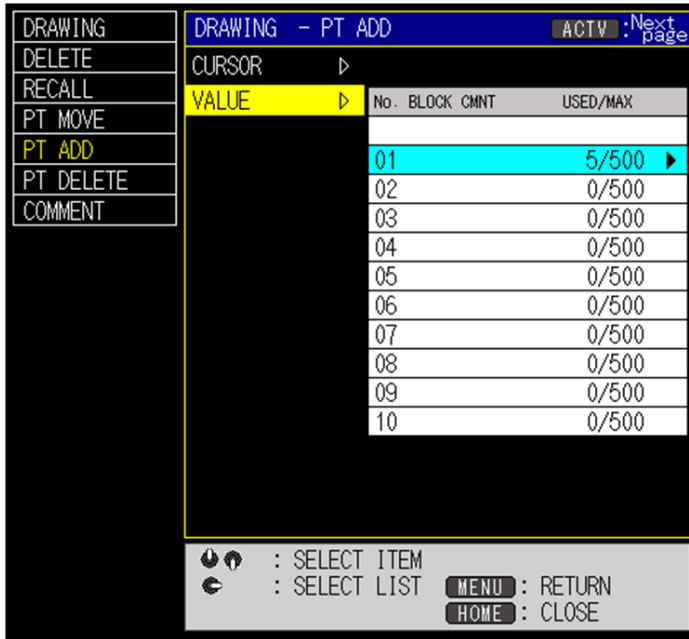 DRAWING
DELETE
RECALL
PT MOVE
PT ADD
PT DELETE
COMMENT
DRAWING - PT ADD
ACTV :Next page
CURSOR
VALUE
No. BLOCK CMNT USED/MAX
01 5/500
02 0/500
03 0/500
04 0/500
05 0/500
06 0/500
07 0/500
08 0/500
09 0/500
10 0/500
: SELECT ITEM
: SELECT LIST MENU : RETURN
HOME : CLOSE